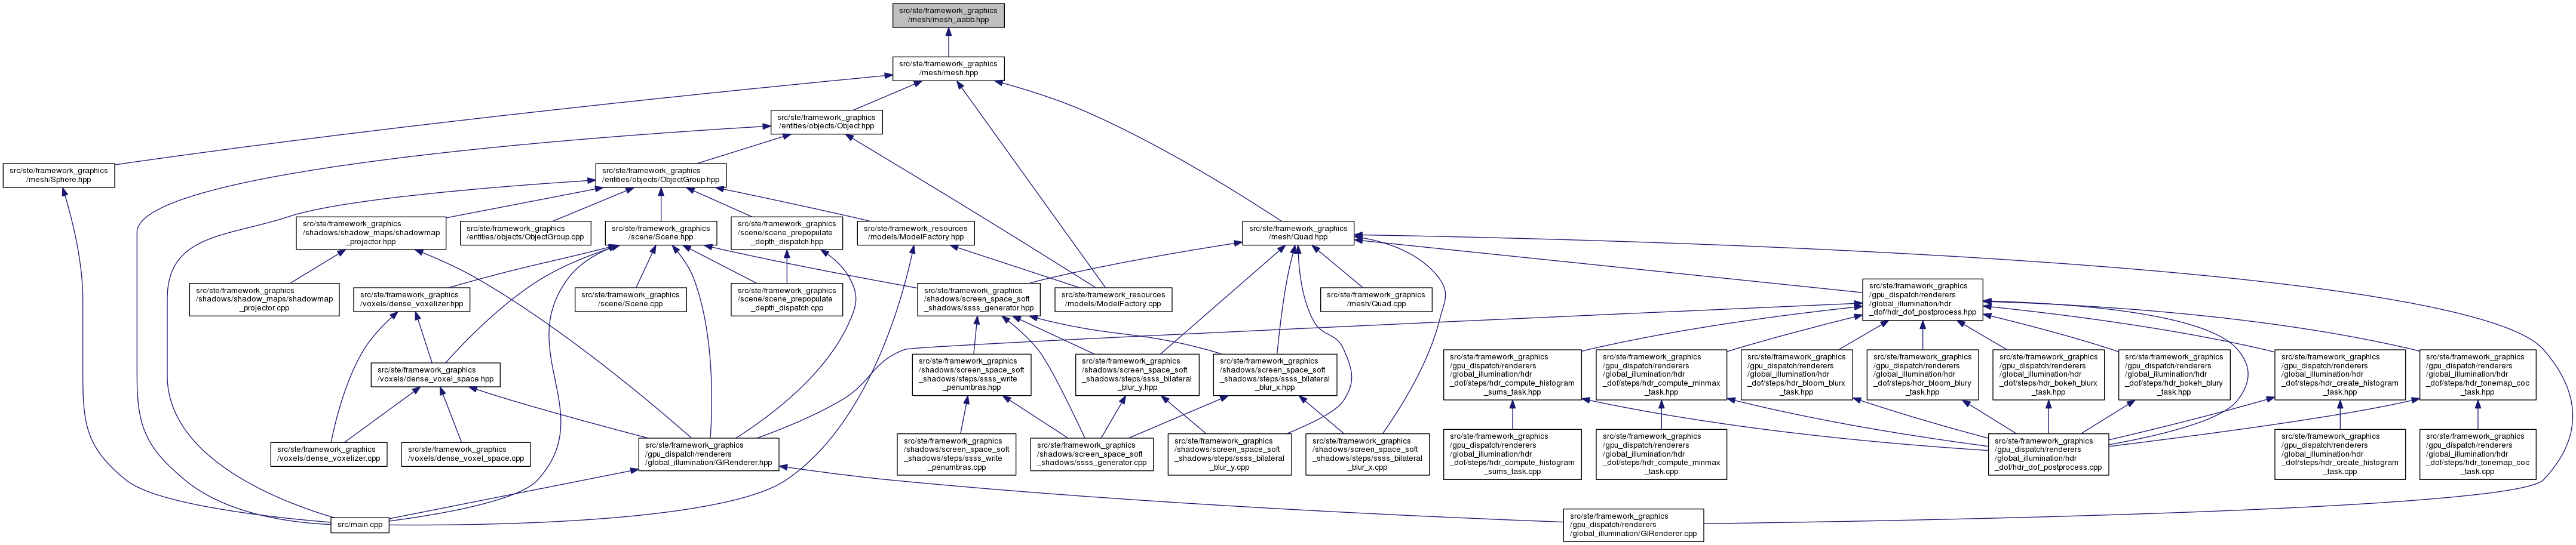 src/ste/framework_graphics
/mesh/mesh_aabb.hpp
src/ste/framework_graphics
/mesh/mesh.hpp
src/ste/framework_graphics
/entities/objects/Object.hpp
src/ste/framework_graphics
/mesh/Sphere.hpp
src/ste/framework_graphics
/entities/objects/ObjectGroup.hpp
src/ste/framework_graphics
/shadows/shadow_maps/shadowmap
_projector.hpp
src/ste/framework_graphics
/entities/objects/ObjectGroup.cpp
src/ste/framework_graphics
/scene/Scene.hpp
src/ste/framework_graphics
/scene/scene_prepopulate
_depth_dispatch.hpp
src/ste/framework_resources
/models/ModelFactory.hpp
src/ste/framework_graphics
/mesh/Quad.hpp
src/ste/framework_graphics
/shadows/shadow_maps/shadowmap
_projector.cpp
src/ste/framework_graphics
/voxels/dense_voxelizer.hpp
src/ste/framework_graphics
/scene/Scene.cpp
src/ste/framework_graphics
/scene/scene_prepopulate
_depth_dispatch.cpp
src/ste/framework_graphics
/shadows/screen_space_soft
_shadows/ssss_generator.hpp
src/ste/framework_resources
/models/ModelFactory.cpp
src/ste/framework_graphics
/mesh/Quad.cpp
src/ste/framework_graphics
/gpu_dispatch/renderers
/global_illumination/hdr
_dof/hdr_dof_postprocess.hpp
src/ste/framework_graphics
/voxels/dense_voxel_space.hpp
src/ste/framework_graphics
/shadows/screen_space_soft
_shadows/steps/ssss_write
_penumbras.hpp
src/ste/framework_graphics
/shadows/screen_space_soft
_shadows/steps/ssss_bilateral
_blur_y.hpp
src/ste/framework_graphics
/shadows/screen_space_soft
_shadows/steps/ssss_bilateral
_blur_x.hpp
src/ste/framework_graphics
/gpu_dispatch/renderers
/global_illumination/hdr
_dof/steps/hdr_compute_histogram
_sums_task.hpp
src/ste/framework_graphics
/gpu_dispatch/renderers
/global_illumination/hdr
_dof/steps/hdr_compute_minmax
_task.hpp
src/ste/framework_graphics
/gpu_dispatch/renderers
/global_illumination/hdr
_dof/steps/hdr_bloom_blurx
_task.hpp
src/ste/framework_graphics
/gpu_dispatch/renderers
/global_illumination/hdr
_dof/steps/hdr_bloom_blury
_task.hpp
src/ste/framework_graphics
/gpu_dispatch/renderers
/global_illumination/hdr
_dof/steps/hdr_bokeh_blurx
_task.hpp
src/ste/framework_graphics
/gpu_dispatch/renderers
/global_illumination/hdr
_dof/steps/hdr_bokeh_blury
_task.hpp
src/ste/framework_graphics
/gpu_dispatch/renderers
/global_illumination/hdr
_dof/steps/hdr_create_histogram
_task.hpp
src/ste/framework_graphics
/gpu_dispatch/renderers
/global_illumination/hdr
_dof/steps/hdr_tonemap_coc
_task.hpp
src/ste/framework_graphics
/voxels/dense_voxelizer.cpp
src/ste/framework_graphics
/voxels/dense_voxel_space.cpp
src/ste/framework_graphics
/gpu_dispatch/renderers
/global_illumination/GIRenderer.hpp
src/ste/framework_graphics
/shadows/screen_space_soft
_shadows/steps/ssss_write
_penumbras.cpp
src/ste/framework_graphics
/shadows/screen_space_soft
_shadows/ssss_generator.cpp
src/ste/framework_graphics
/shadows/screen_space_soft
_shadows/steps/ssss_bilateral
_blur_y.cpp
src/ste/framework_graphics
/shadows/screen_space_soft
_shadows/steps/ssss_bilateral
_blur_x.cpp
src/ste/framework_graphics
/gpu_dispatch/renderers
/global_illumination/hdr
_dof/steps/hdr_compute_histogram
_sums_task.cpp
src/ste/framework_graphics
/gpu_dispatch/renderers
/global_illumination/hdr
_dof/steps/hdr_compute_minmax
_task.cpp
src/ste/framework_graphics
/gpu_dispatch/renderers
/global_illumination/hdr
_dof/hdr_dof_postprocess.cpp
src/ste/framework_graphics
/gpu_dispatch/renderers
/global_illumination/hdr
_dof/steps/hdr_create_histogram
_task.cpp
src/ste/framework_graphics
/gpu_dispatch/renderers
/global_illumination/hdr
_dof/steps/hdr_tonemap_coc
_task.cpp
src/main.cpp
src/ste/framework_graphics
/gpu_dispatch/renderers
/global_illumination/GIRenderer.cpp